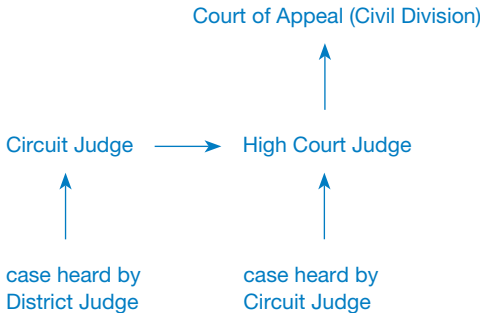 Court of Appeal (Civil Division)
Circuit Judge
High Court Judge
case heard by
District Judge
case heard by
Circuit Judge